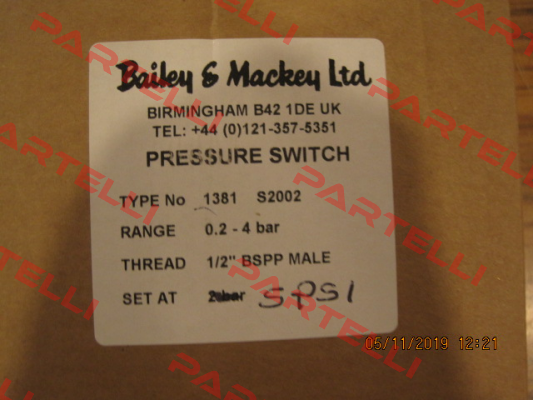 Bailey & Mackey Ltd
BIRMINGHAM B42 1DE UK
TEL: +44 (0)121-357-5351
PRESSURE SWITCH
TYPE No 1381 S2002
RANGE 0.2 - 4 bar
THREAD 1/2" BSPP MALE
SET AT 2bar 5PSI
05/11/2019 12:21
PARTELLI
PARTELLI
PARTELLI
PARTELLI
PARTELLI